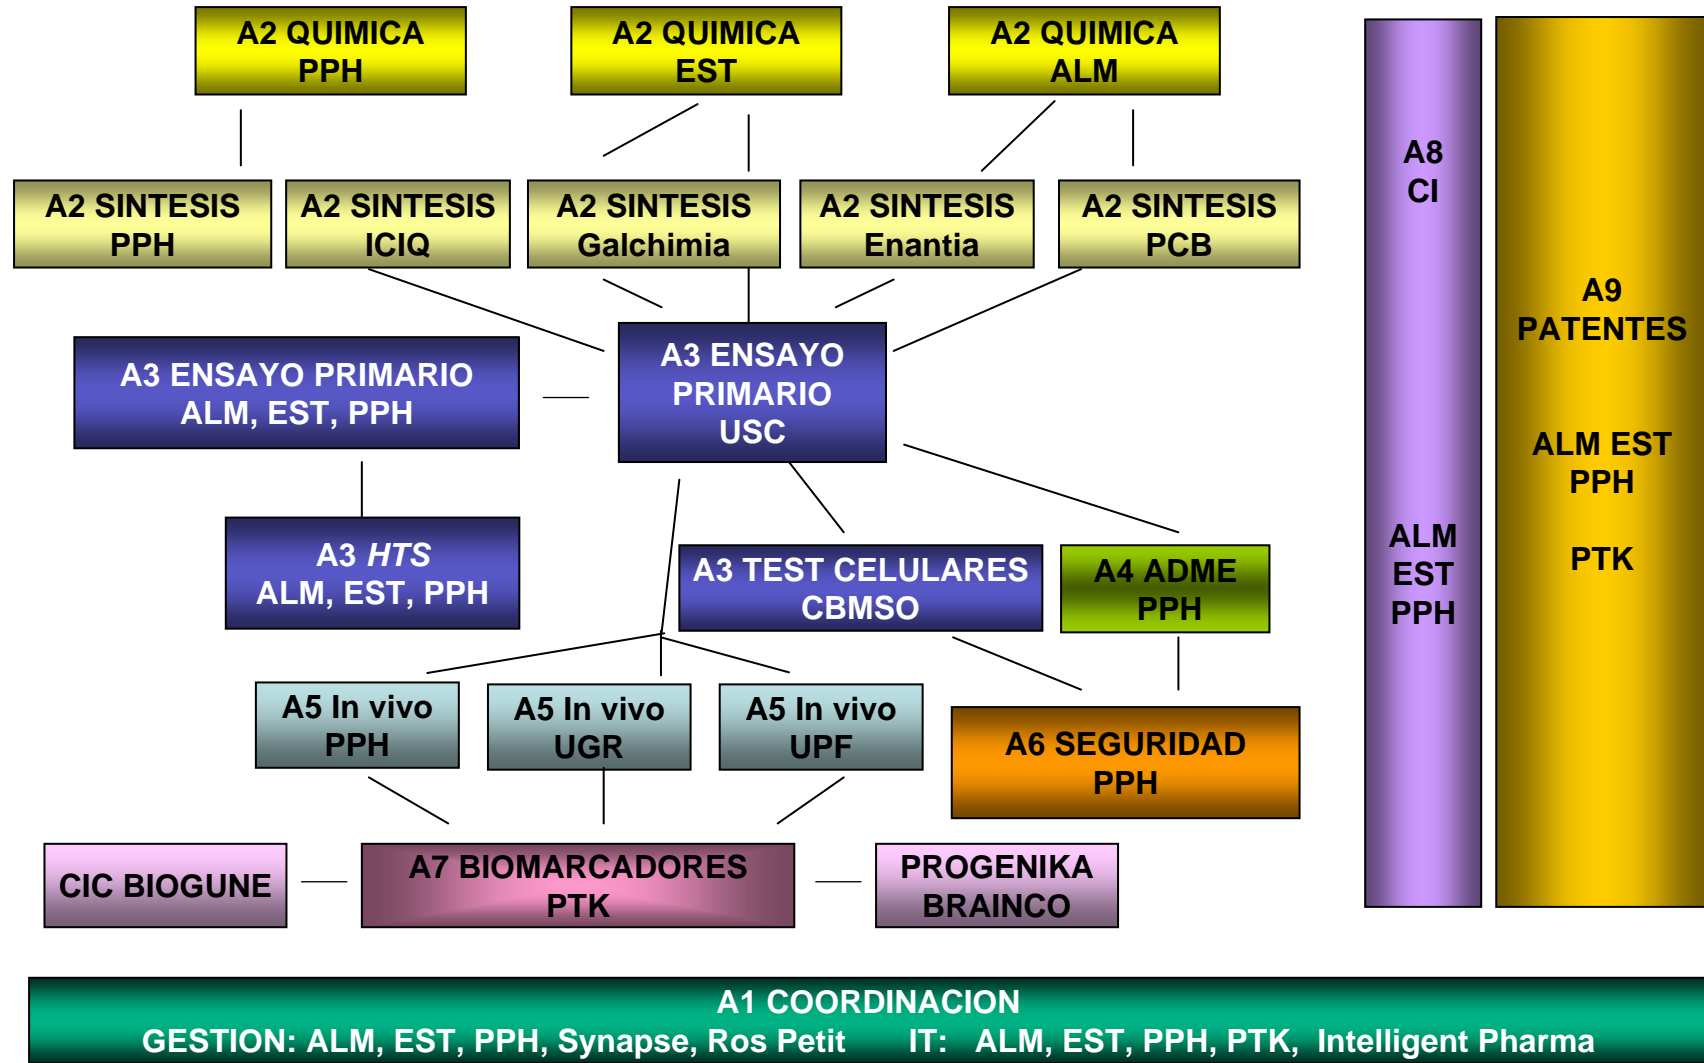 A2 QUIMICA
PPH
A2 QUIMICA
EST
A2 QUIMICA
ALM
A2 SINTESIS
PPH
A2 SINTESIS
ICIQ
A2 SINTESIS
Galchimia
A2 SINTESIS
Enantia
A2 SINTESIS
PCB
A3 ENSAYO PRIMARIO
ALM, EST, PPH
A3 ENSAYO
PRIMARIO
USC
A3 HTS
ALM, EST, PPH
A3 TEST CELULARES
CBMSO
A4 ADME
PPH
A5 In vivo
PPH
A5 In vivo
UGR
A5 In vivo
UPF
A6 SEGURIDAD
PPH
CIC BIOGUNE
A7 BIOMARCADORES
PTK
PROGENIKA
BRAINCO
A8
CI
ALM
EST
PPH
A9
PATENTES
ALM EST
PPH
PTK
A1 COORDINACION
GESTION: ALM, EST, PPH, Synapse, Ros Petit IT: ALM, EST, PPH, PTK, Intelligent Pharma